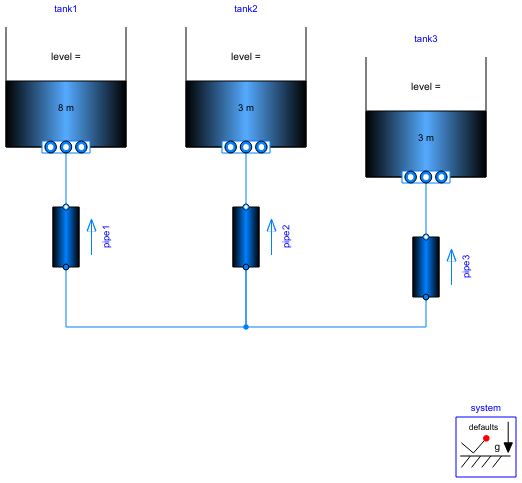 tank1
tank2
tank3
level =
level =
level =
8 m
3 m
3 m
pipe1
pipe2
pipe3
system
defaults
g